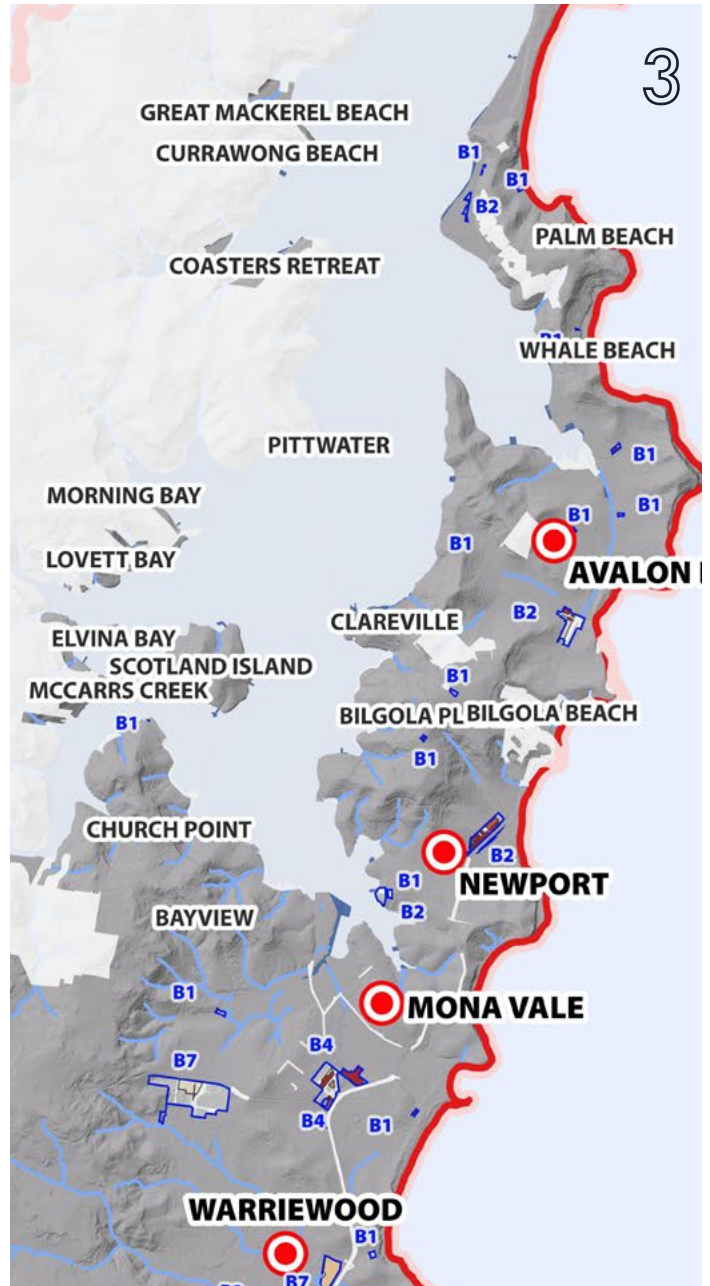 3
GREAT MACKEREL BEACH
CURRAWONG BEACH
B1
B1
B2
PALM BEACH
COASTERS RETREAT
WHALE BEACH
PITTWATER
B1
MORNING BAY
B1
B1
LOVETT BAY
B1
AVALON
B2
CLAREVILLE
ELVINA BAY
SCOTLAND ISLAND
B1
MCCARRS CREEK
B1
BILGOLA PL
BILGOLA BEACH
B1
CHURCH POINT
B2
B1
NEWPORT
B2
BAYVIEW
B1
MONA VALE
B4
B7
B4
B1
WARRIEWOOD
B1
B7